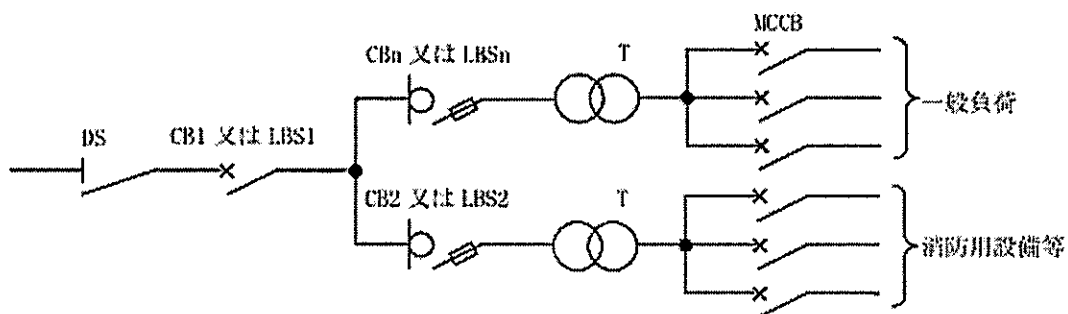 MCCB
CBn 又は LBSn
T
一般負荷
DS
CB1 又は LBS1
CB2 又は LBS2
T
消防用設備等